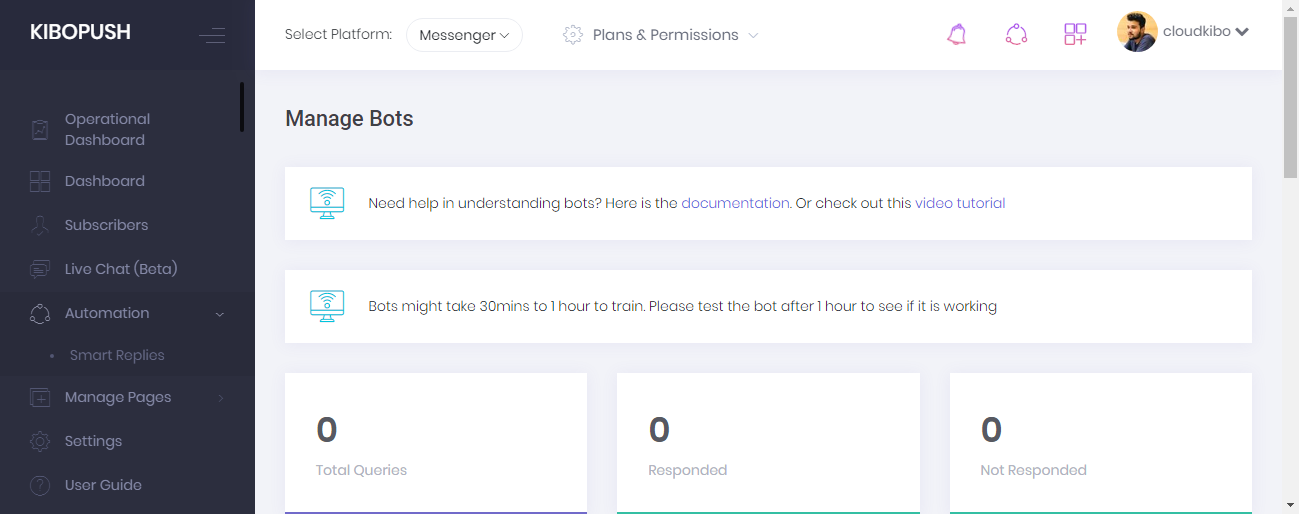 KIBOPUSH
Select Platform:
Messenger
Plans & Permissions
cloudkibo
Operational
Dashboard
Dashboard
Subscribers
Live Chat (Beta)
Automation
Smart Replies
Manage Pages
Settings
User Guide
Manage Bots
Need help in understanding bots? Here is the documentation. Or check out this video tutorial
Bots might take 30mins to 1 hour to train. Please test the bot after 1 hour to see if it is working
0
Total Queries
0
Responded
0
Not Responded